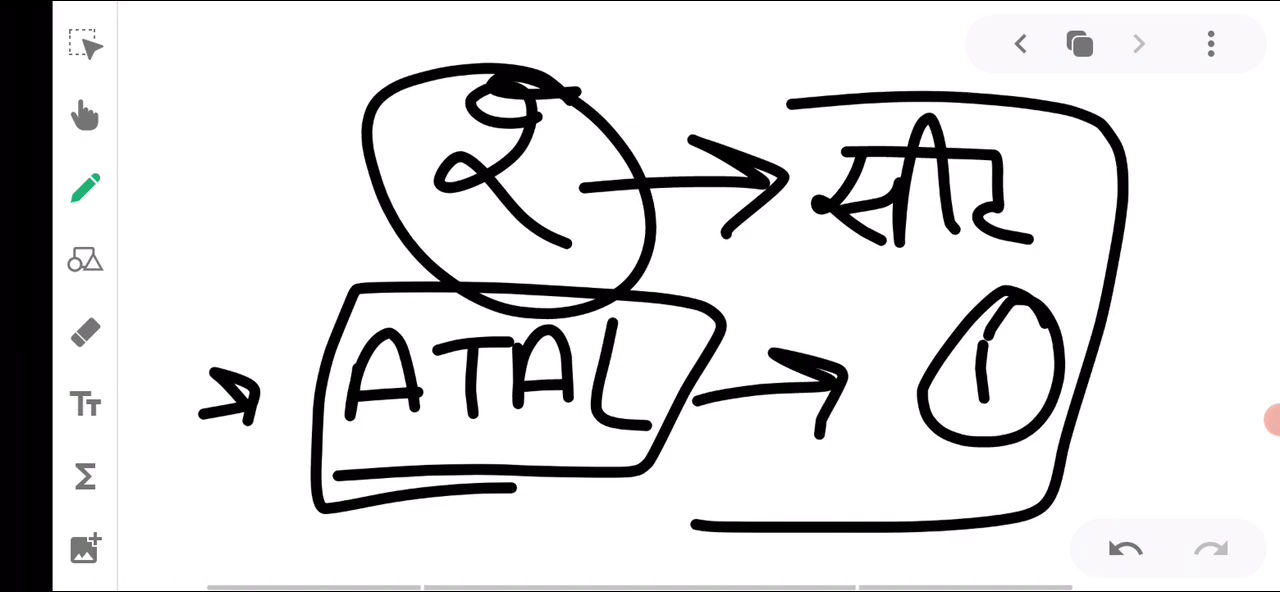 २ → सीट
→ ATAL → 1